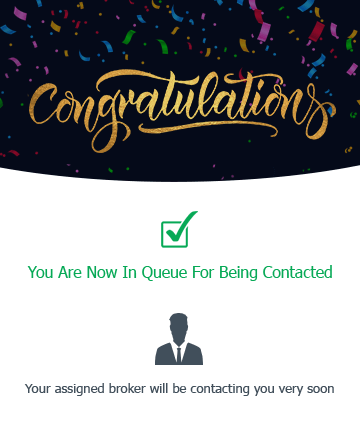 Congratulations
You Are Now In Queue For Being Contacted
Your assigned broker will be contacting you very soon